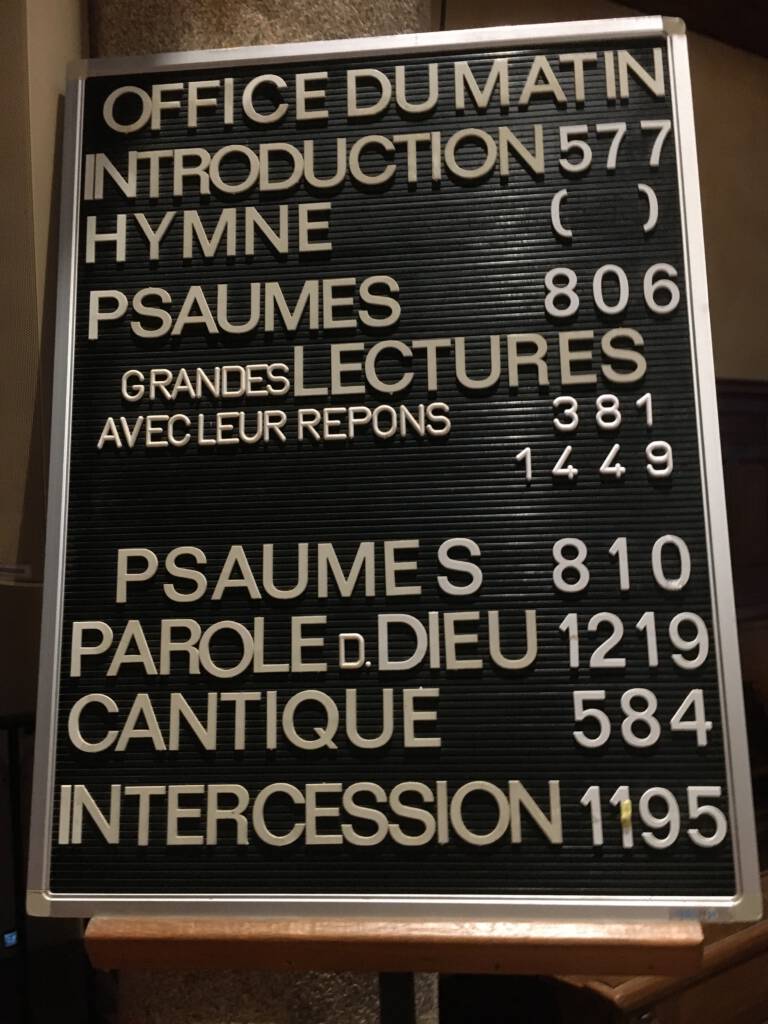 OFFICE DU MATIN
INTRODUCTION 577
HYMNE ( )
PSAUMES 806
GRANDES LECTURES
AVEC LEUR REPONS 381
1449
PSAUMES 810
PAROLE D. DIEU 1219
CANTIQUE 584
INTERCESSION 1195